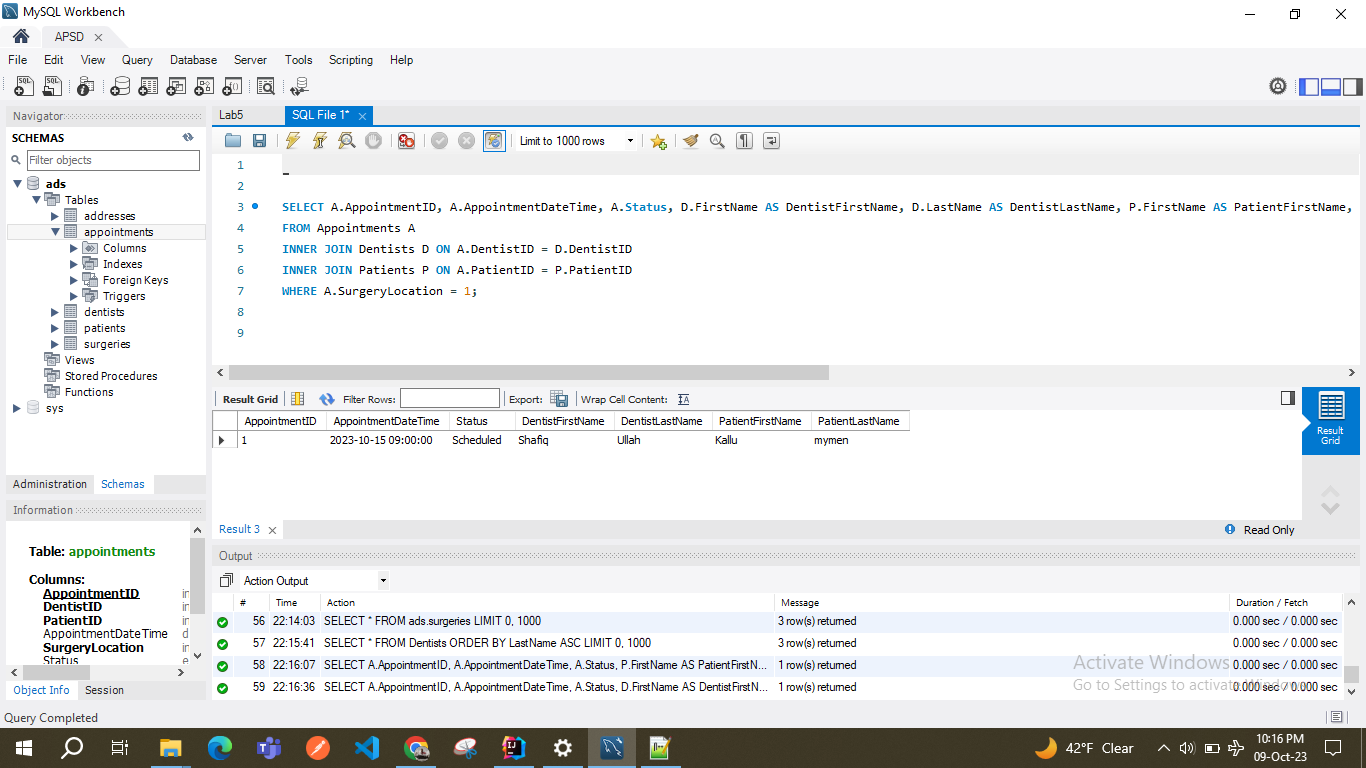 MySQL Workbench
APSD
File Edit View Query Database Server Tools Scripting Help
Navigator
SCHEMAS
Filter objects
ads
Tables
addresses
appointments
Columns
Indexes
Foreign Keys
Triggers
dentists
patients
surgeries
Views
Stored Procedures
Functions
sys
Administration Schemas
Information
Table: appointments
Columns:
AppointmentID in
DentistID in
PatientID in
AppointmentDateTime d
SurgeryLocation in
Status e
Object Info Session
Lab5 SQL File 1*
Limit to 1000 rows
1
2
3 SELECT A.AppointmentID, A.AppointmentDateTime, A.Status, D.FirstName AS DentistFirstName, D.LastName AS DentistLastName, P.FirstName AS PatientFirstName,
4 FROM Appointments A
5 INNER JOIN Dentists D ON A.DentistID = D.DentistID
6 INNER JOIN Patients P ON A.PatientID = P.PatientID
7 WHERE A.SurgeryLocation = 1;
8
9
Result Grid Filter Rows: Export: Wrap Cell Content:
AppointmentID AppointmentDateTime Status DentistFirstName DentistLastName PatientFirstName PatientLastName
1 2023-10-15 09:00:00 Scheduled Shafiq Ullah Kallu mymen
Result Grid
Result 3 Read Only
Output
Action Output
# Time Action Message Duration / Fetch
56 22:14:03 SELECT * FROM ads.surgeries LIMIT 0, 1000 3 row(s) returned 0.000 sec / 0.000 sec
57 22:15:41 SELECT * FROM Dentists ORDER BY LastName ASC LIMIT 0, 1000 3 row(s) returned 0.000 sec / 0.000 sec
58 22:16:07 SELECT A.AppointmentID, A.AppointmentDateTime, A.Status, P.FirstName AS PatientFirstN... 1 row(s) returned 0.000 sec / 0.000 sec
59 22:16:36 SELECT A.AppointmentID, A.AppointmentDateTime, A.Status, D.FirstName AS DentistFirstN... 1 row(s) returned 0.000 sec / 0.000 sec
Activate Windows
Go to Settings to activate Windows.
Query Completed
42°F Clear
10:16 PM
09-Oct-23